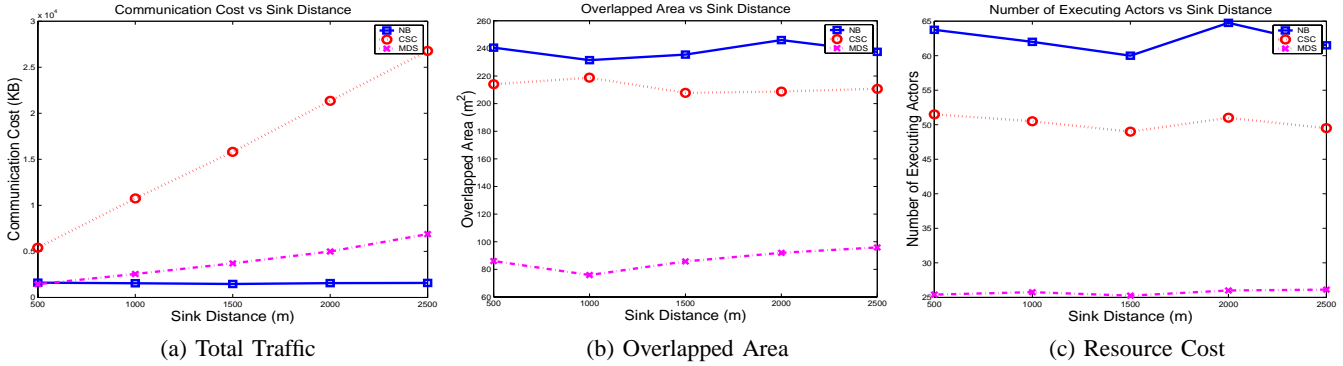 Communication Cost vs Sink Distance
x 10⁴
3
2.5
2
1.5
1
0.5
0
500
1000
1500
2000
2500
Communication Cost (KB)
Sink Distance (m)
NB
CSC
MDS
(a) Total Traffic
Overlapped Area vs Sink Distance
260
240
220
200
180
160
140
120
100
80
60
500
1000
1500
2000
2500
Overlapped Area (m²)
Sink Distance (m)
NB
CSC
MDS
(b) Overlapped Area
Number of Executing Actors vs Sink Distance
65
60
55
50
45
40
35
30
25
500
1000
1500
2000
2500
Number of Executing Actors
Sink Distance (m)
NB
CSC
MDS
(c) Resource Cost